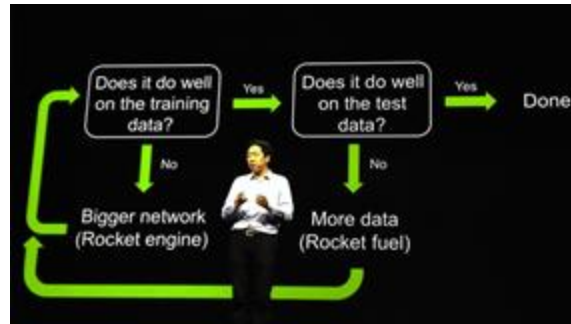 Does it do well
on the training
data?
Yes
Does it do well
on the test
data?
Yes
Done
No
No
Bigger network
(Rocket engine)
More data
(Rocket fuel)